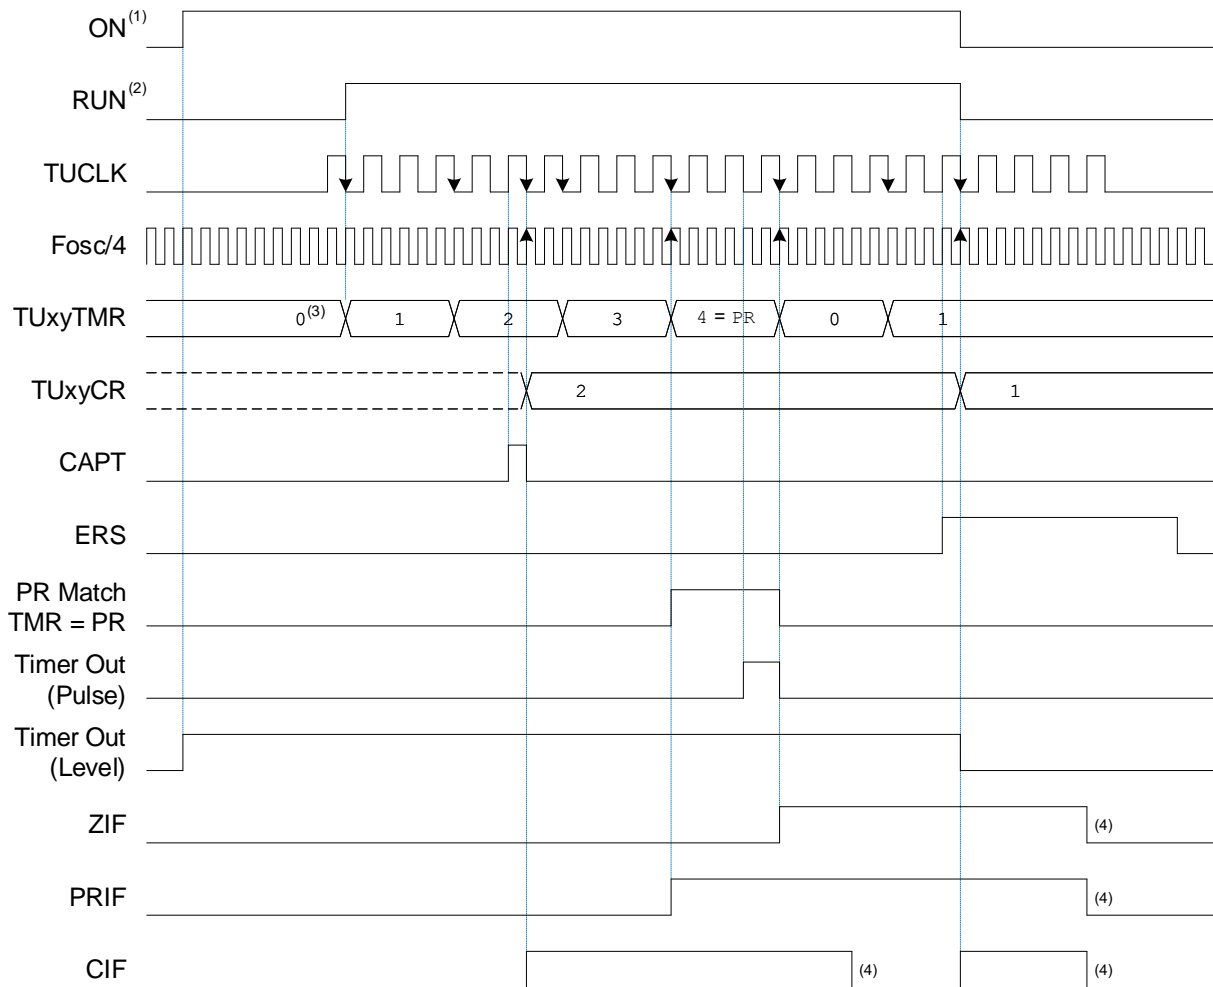 ON(1)
RUN(2)
TUCLK
Fosc/4
TUxyTMR 0(3) 1 2 3 4 = PR 0 1
TUxyCR 2 1
CAPT
ERS
PR Match
TMR = PR
Timer Out
(Pulse)
Timer Out
(Level)
ZIF (4)
PRIF (4)
CIF (4) (4)